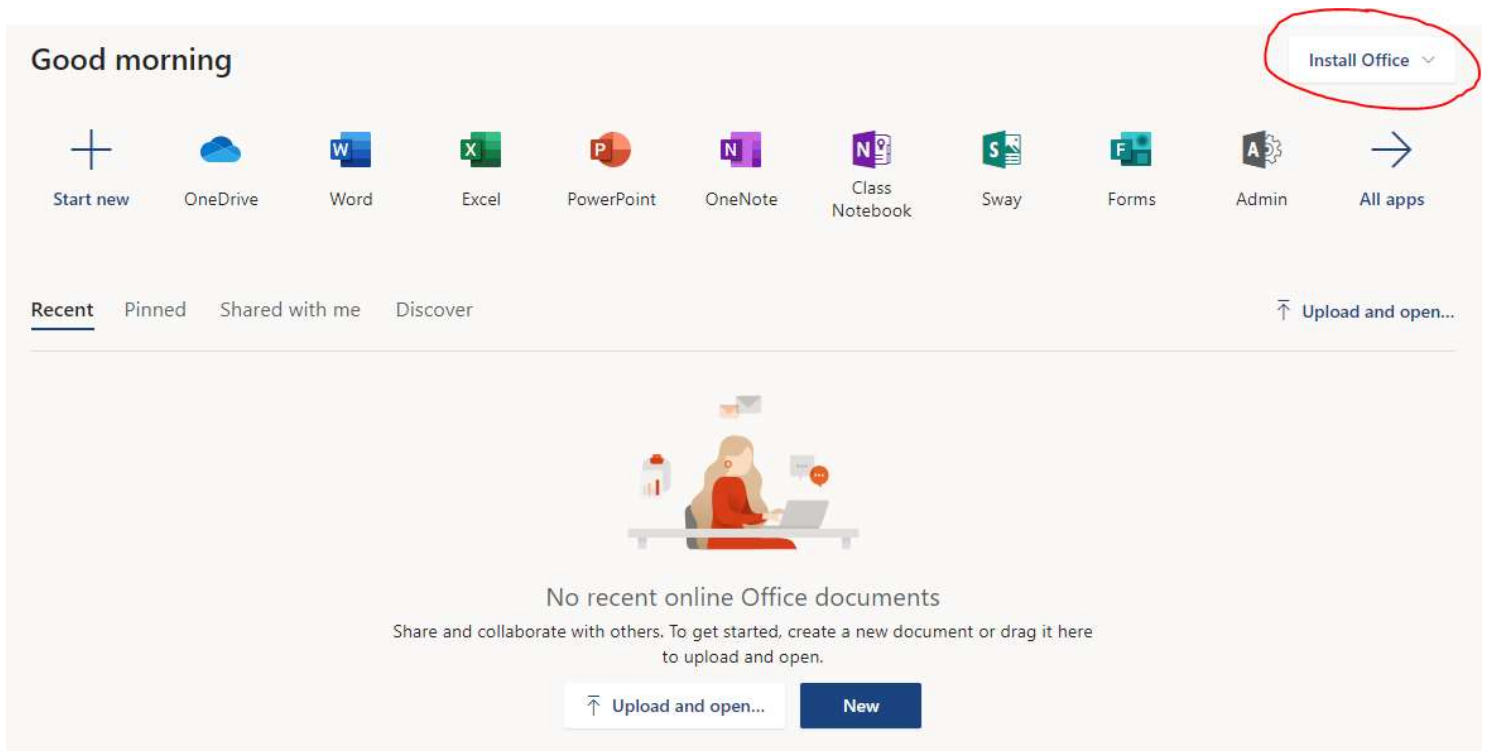 Good morning
Install Office
Start new
OneDrive
Word
Excel
PowerPoint
OneNote
Class
Notebook
Sway
Forms
Admin
All apps
Recent
Pinned
Shared with me
Discover
Upload and open...
No recent online Office documents
Share and collaborate with others. To get started, create a new document or drag it here
to upload and open.
Upload and open...
New